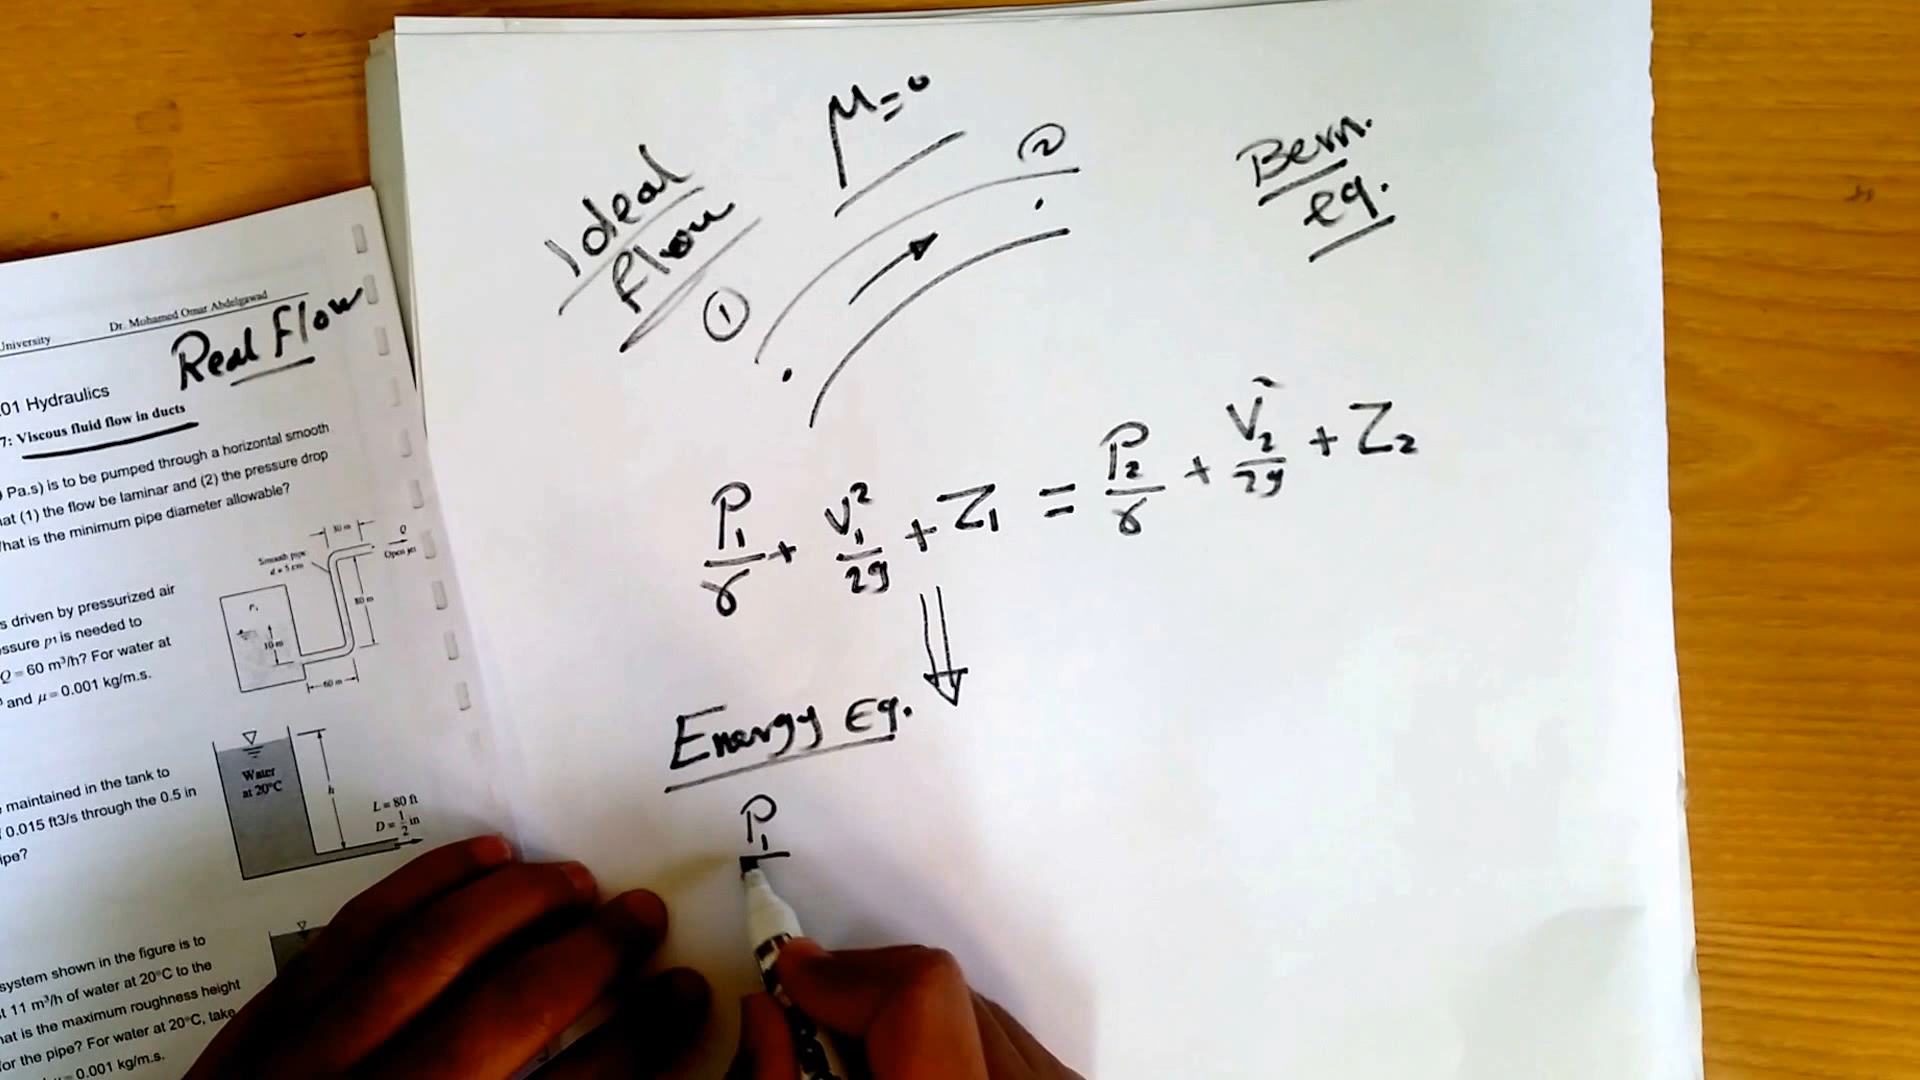 University Dr. Mohamed Omar Abdelgawad
Real Flow
01 Hydraulics
7: Viscous fluid flow in ducts
Pa.s) is to be pumped through a horizontal smooth
at (1) the flow be laminar and (2) the pressure drop
hat is the minimum pipe diameter allowable?
80 m
Q
Smooth pipe
d = 5 cm
Open jet
s driven by pressurized air
ssure p1 is needed to
Q = 60 m³/h? For water at
and μ = 0.001 kg/m.s.
P₁
80 m
10 m
60 m
maintained in the tank to
0.015 ft3/s through the 0.5 in
ipe?
Water
at 20°C
h
L = 80 ft
D = 1/2 in
system shown in the figure is to
t 11 m³/h of water at 20°C to the
hat is the maximum roughness height
for the pipe? For water at 20°C, take
= 0.001 kg/m.s.
Ideal
flow
μ=0
①
②
Bern.
eq.
P₁/γ + V₁²/2g + Z₁ = P₂/γ + V₂²/2g + Z₂
Energy Eq.
P₁